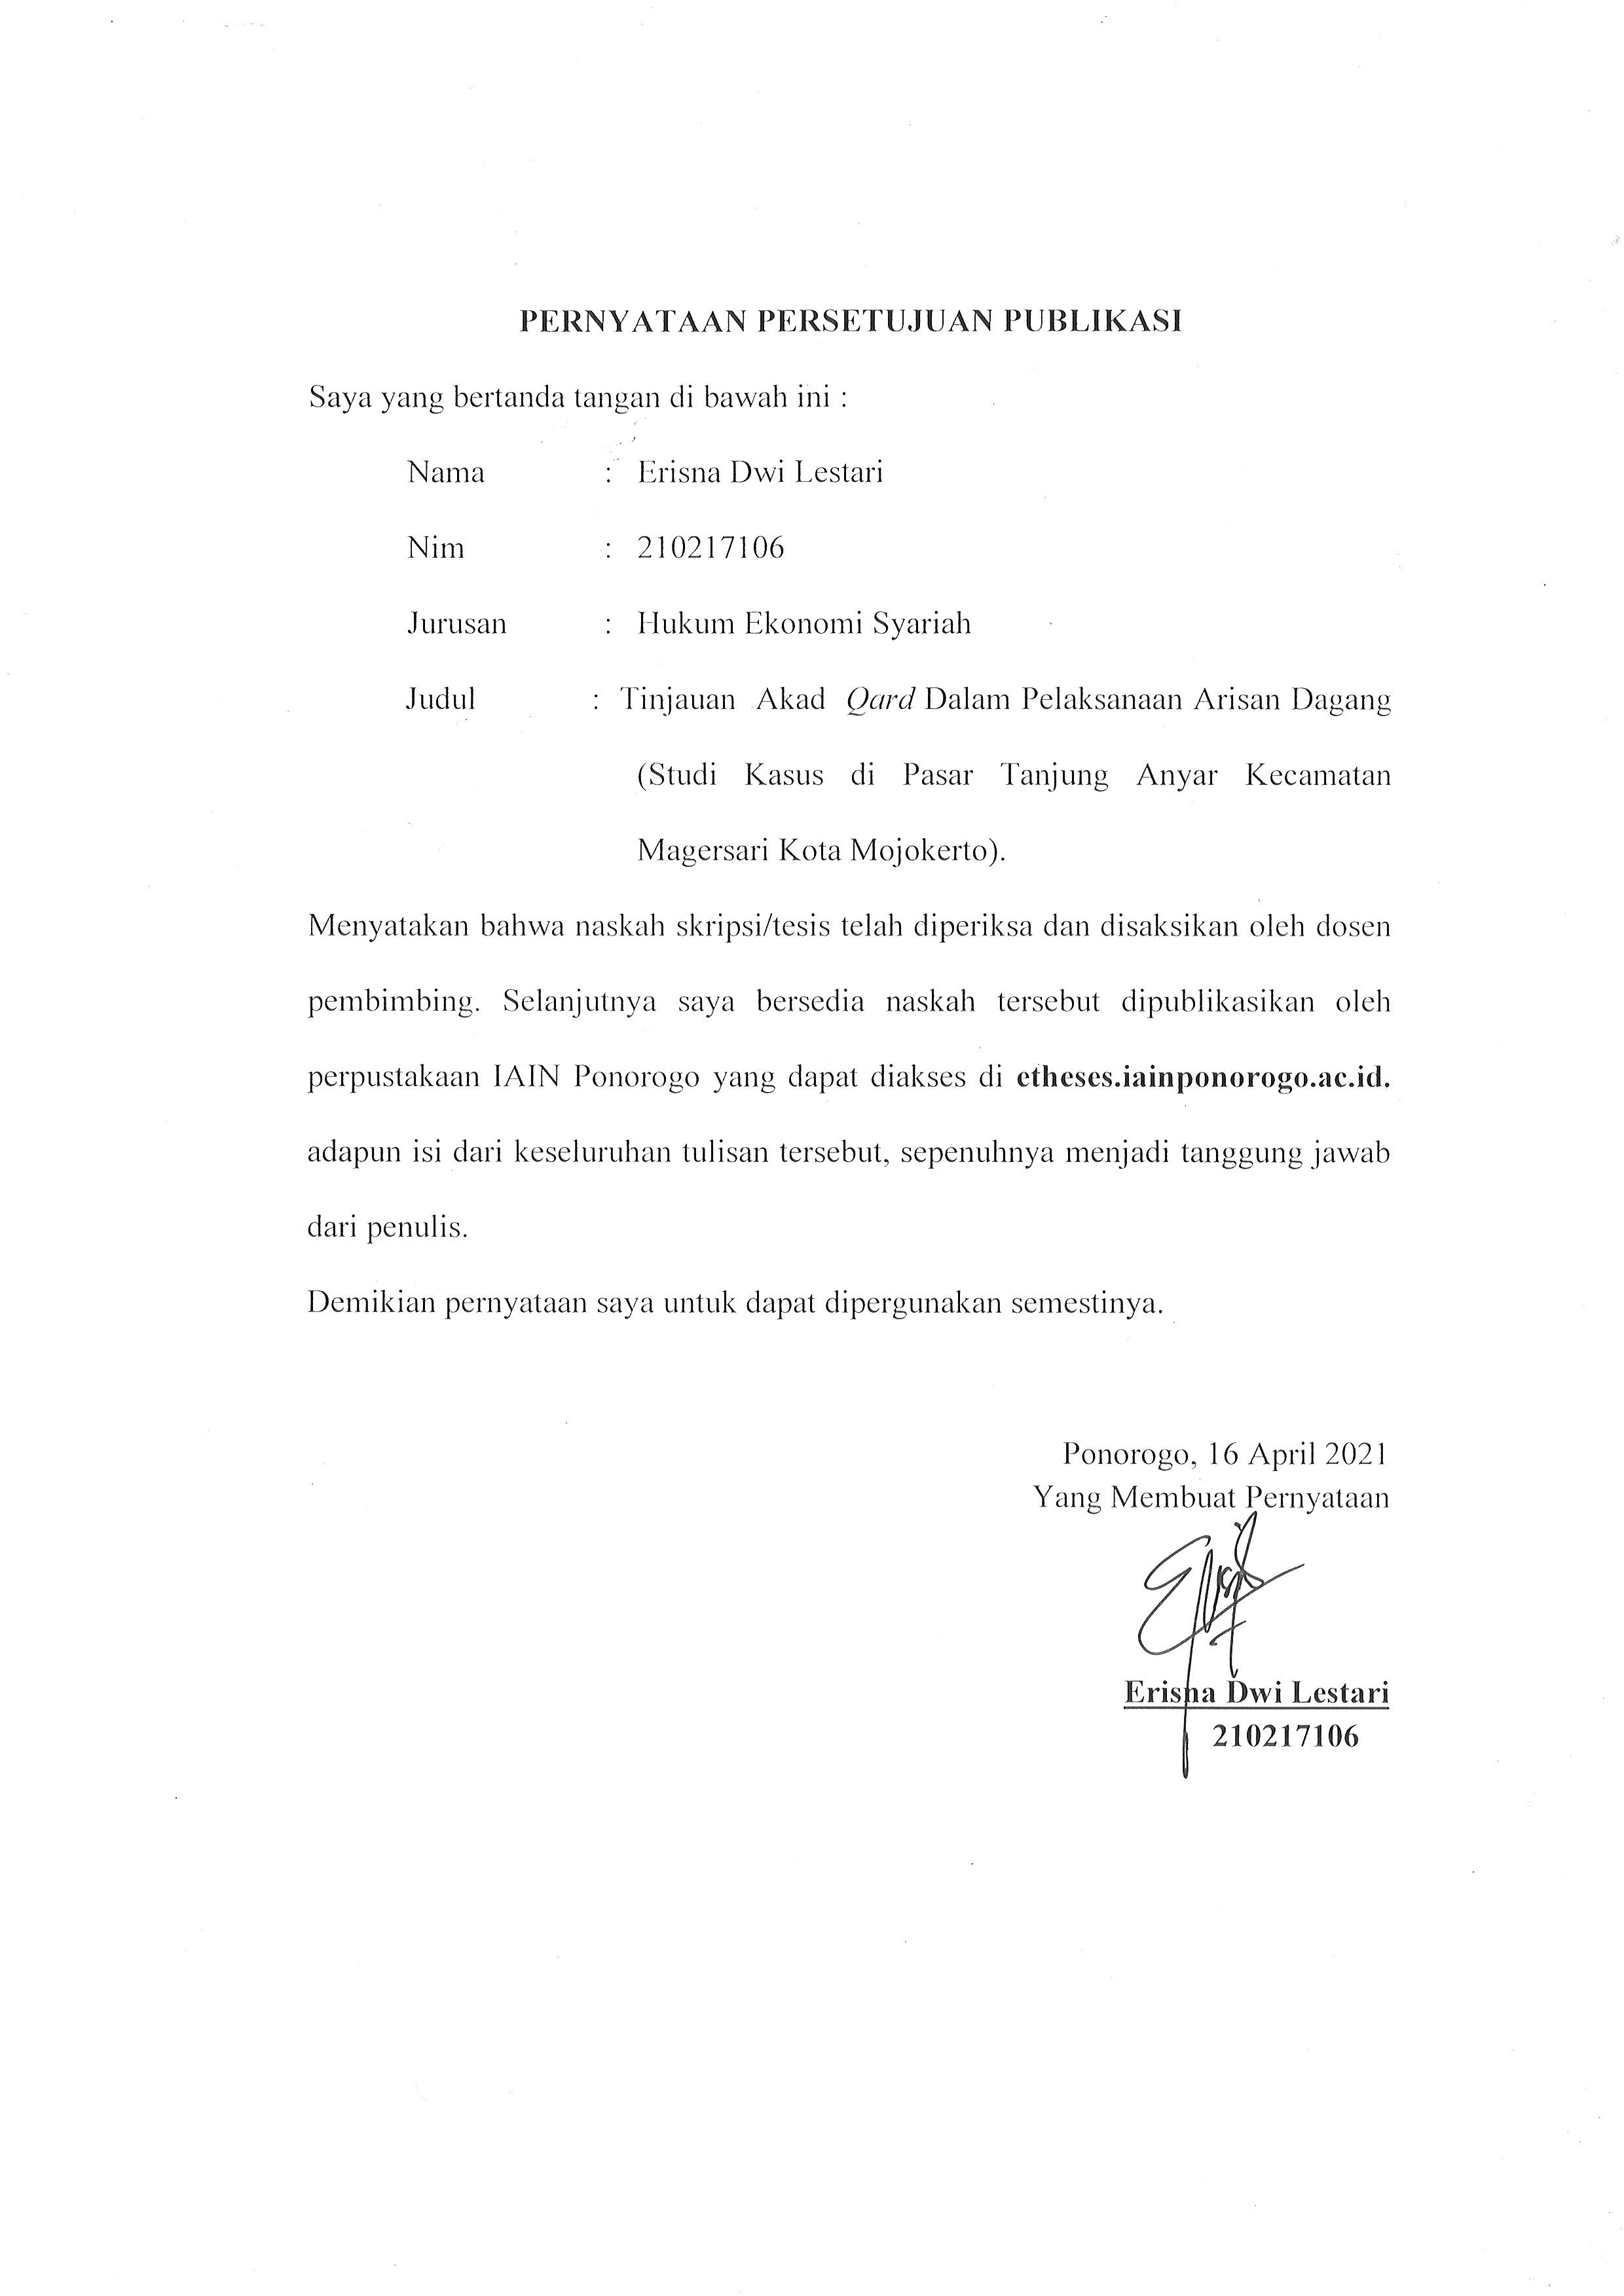 PERNYATAAN PERSETUJUAN PUBLIKASI
Saya yang bertanda tangan di bawah ini :
Nama : Erisna Dwi Lestari
Nim : 210217106
Jurusan : Hukum Ekonomi Syariah
Judul : Tinjauan Akad Qard Dalam Pelaksanaan Arisan Dagang
(Studi Kasus di Pasar Tanjung Anyar Kecamatan
Magersari Kota Mojokerto).
Menyatakan bahwa naskah skripsi/tesis telah diperiksa dan disaksikan oleh dosen
pembimbing. Selanjutnya saya bersedia naskah tersebut dipublikasikan oleh
perpustakaan IAIN Ponorogo yang dapat diakses di etheses.iainponorogo.ac.id.
adapun isi dari keseluruhan tulisan tersebut, sepenuhnya menjadi tanggung jawab
dari penulis.
Demikian pernyataan saya untuk dapat dipergunakan semestinya.
Ponorogo, 16 April 2021
Yang Membuat Pernyataan
Erisna Dwi Lestari
210217106